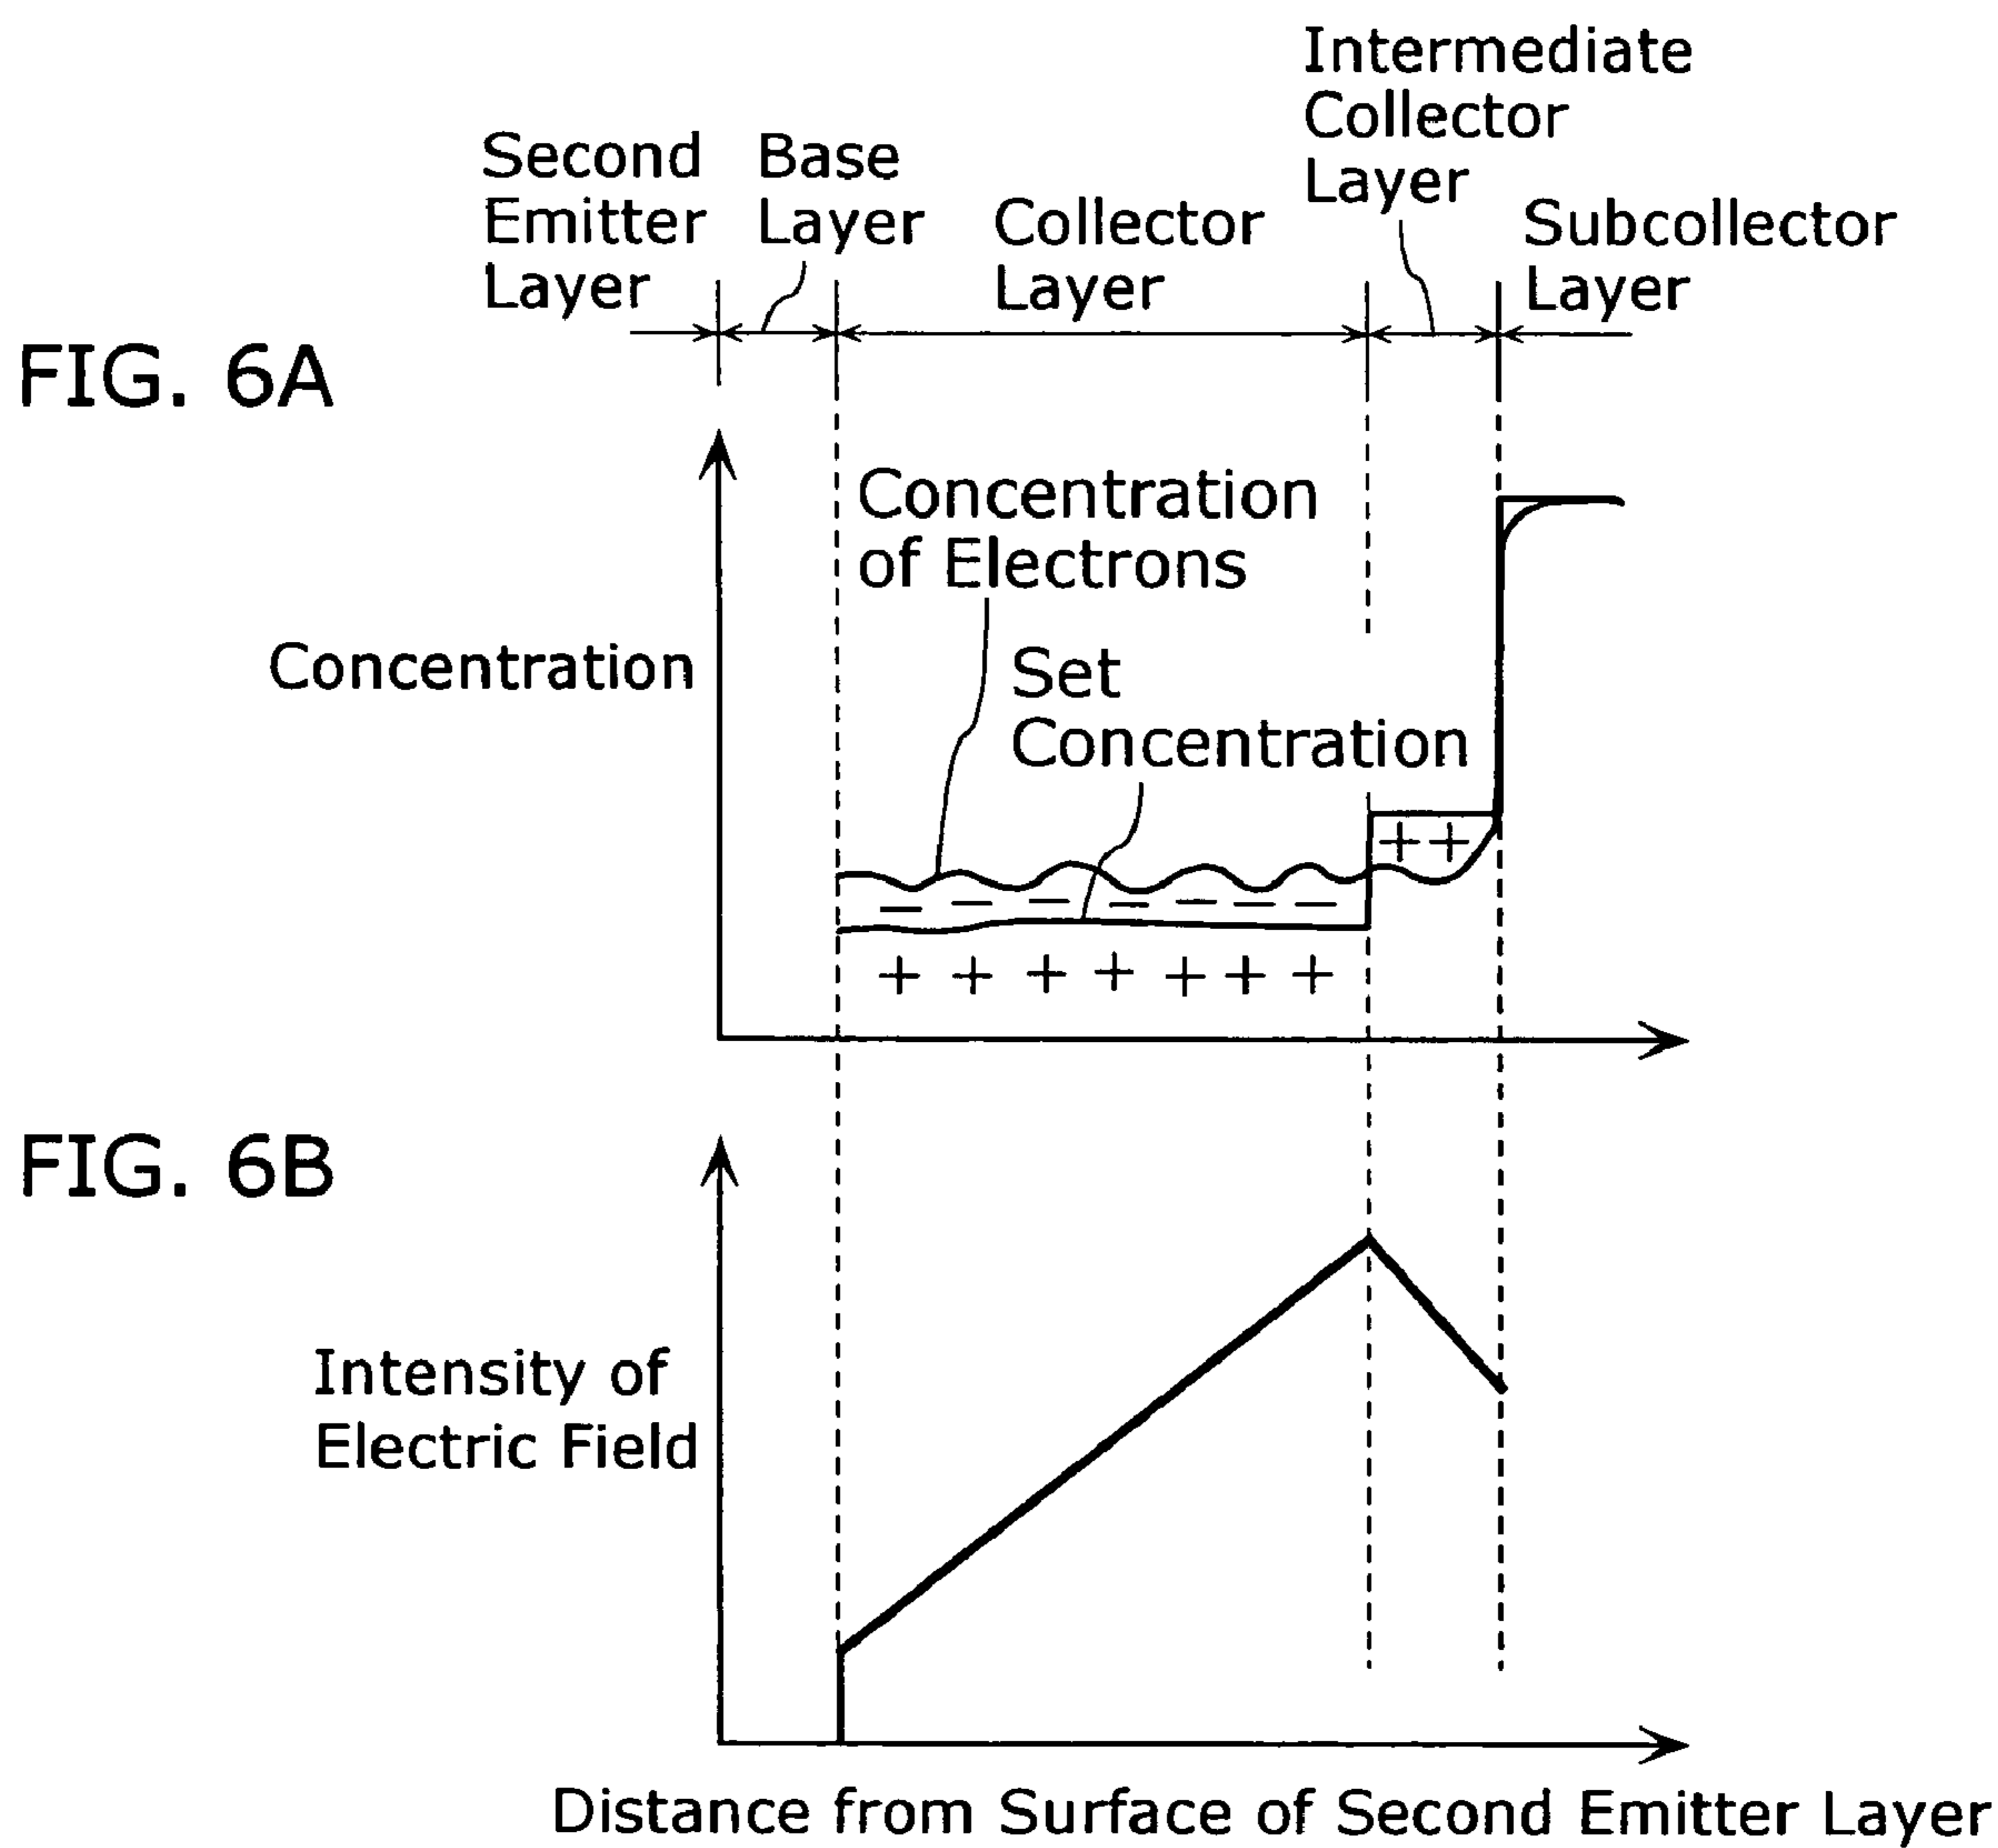 Intermediate
Collector
Layer
Second
Emitter
Layer
Base
Layer
Collector
Layer
Subcollector
Layer
FIG. 6A
Concentration
of Electrons
Concentration
Set
Concentration
- - - - - - -
+ +
+ + + + + + +
FIG. 6B
Intensity of
Electric Field
Distance from Surface of Second Emitter Layer